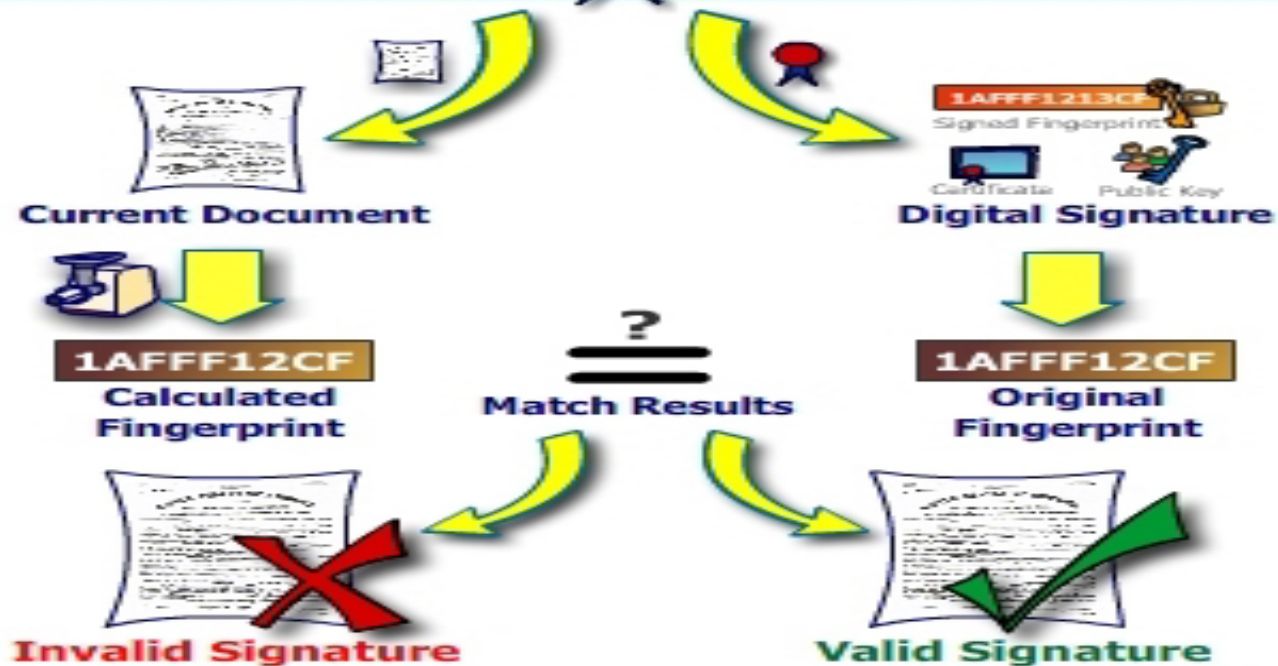 1AFFF1213CF
Signed Fingerprint
Certificate
Public Key
Current Document
Digital Signature
1AFFF12CF
Calculated
Fingerprint
?
Match Results
1AFFF12CF
Original
Fingerprint
Invalid Signature
Valid Signature